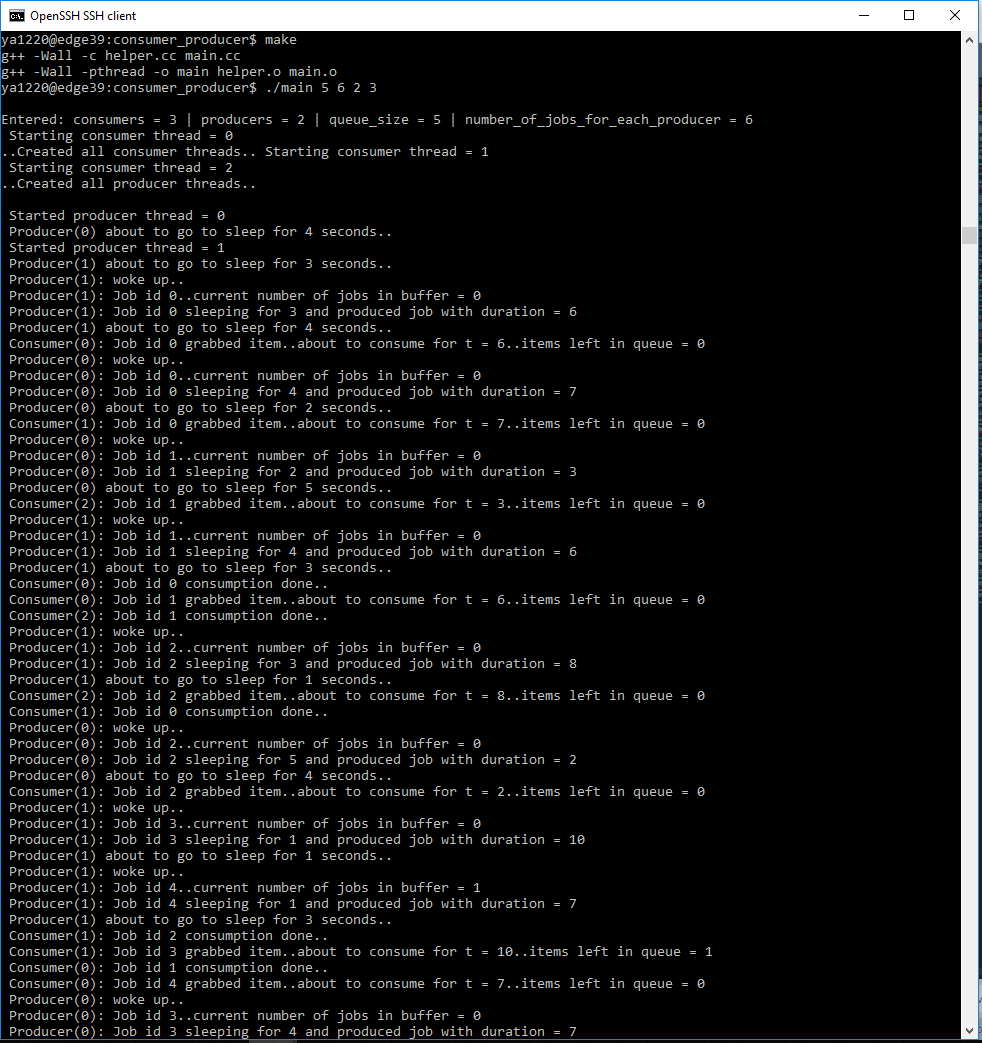 OpenSSH SSH client
ya1220@edge39:consumer_producer$ make
g++ -Wall -c helper.cc main.cc
g++ -Wall -pthread -o main helper.o main.o
ya1220@edge39:consumer_producer$ ./main 5 6 2 3
Entered: consumers = 3 | producers = 2 | queue_size = 5 | number_of_jobs_for_each_producer = 6
Starting consumer thread = 0
..Created all consumer threads.. Starting consumer thread = 1
Starting consumer thread = 2
..Created all producer threads..
Started producer thread = 0
Producer(0) about to go to sleep for 4 seconds..
Started producer thread = 1
Producer(1) about to go to sleep for 3 seconds..
Producer(1): woke up..
Producer(1): Job id 0..current number of jobs in buffer = 0
Producer(1): Job id 0 sleeping for 3 and produced job with duration = 6
Producer(1) about to go to sleep for 4 seconds..
Consumer(0): Job id 0 grabbed item..about to consume for t = 6..items left in queue = 0
Producer(0): woke up..
Producer(0): Job id 0..current number of jobs in buffer = 0
Producer(0): Job id 0 sleeping for 4 and produced job with duration = 7
Producer(0) about to go to sleep for 2 seconds..
Consumer(1): Job id 0 grabbed item..about to consume for t = 7..items left in queue = 0
Producer(0): woke up..
Producer(0): Job id 1..current number of jobs in buffer = 0
Producer(0): Job id 1 sleeping for 2 and produced job with duration = 3
Producer(0) about to go to sleep for 5 seconds..
Consumer(2): Job id 1 grabbed item..about to consume for t = 3..items left in queue = 0
Producer(1): woke up..
Producer(1): Job id 1..current number of jobs in buffer = 0
Producer(1): Job id 1 sleeping for 4 and produced job with duration = 6
Producer(1) about to go to sleep for 3 seconds..
Consumer(0): Job id 0 consumption done..
Consumer(0): Job id 1 grabbed item..about to consume for t = 6..items left in queue = 0
Consumer(2): Job id 1 consumption done..
Producer(1): woke up..
Producer(1): Job id 2..current number of jobs in buffer = 0
Producer(1): Job id 2 sleeping for 3 and produced job with duration = 8
Producer(1) about to go to sleep for 1 seconds..
Consumer(2): Job id 2 grabbed item..about to consume for t = 8..items left in queue = 0
Consumer(1): Job id 0 consumption done..
Producer(0): woke up..
Producer(0): Job id 2..current number of jobs in buffer = 0
Producer(0): Job id 2 sleeping for 5 and produced job with duration = 2
Producer(0) about to go to sleep for 4 seconds..
Consumer(1): Job id 2 grabbed item..about to consume for t = 2..items left in queue = 0
Producer(1): woke up..
Producer(1): Job id 3..current number of jobs in buffer = 0
Producer(1): Job id 3 sleeping for 1 and produced job with duration = 10
Producer(1) about to go to sleep for 1 seconds..
Producer(1): woke up..
Producer(1): Job id 4..current number of jobs in buffer = 1
Producer(1): Job id 4 sleeping for 1 and produced job with duration = 7
Producer(1) about to go to sleep for 3 seconds..
Consumer(1): Job id 2 consumption done..
Consumer(1): Job id 3 grabbed item..about to consume for t = 10..items left in queue = 1
Consumer(0): Job id 1 consumption done..
Consumer(0): Job id 4 grabbed item..about to consume for t = 7..items left in queue = 0
Producer(0): woke up..
Producer(0): Job id 3..current number of jobs in buffer = 0
Producer(0): Job id 3 sleeping for 4 and produced job with duration = 7